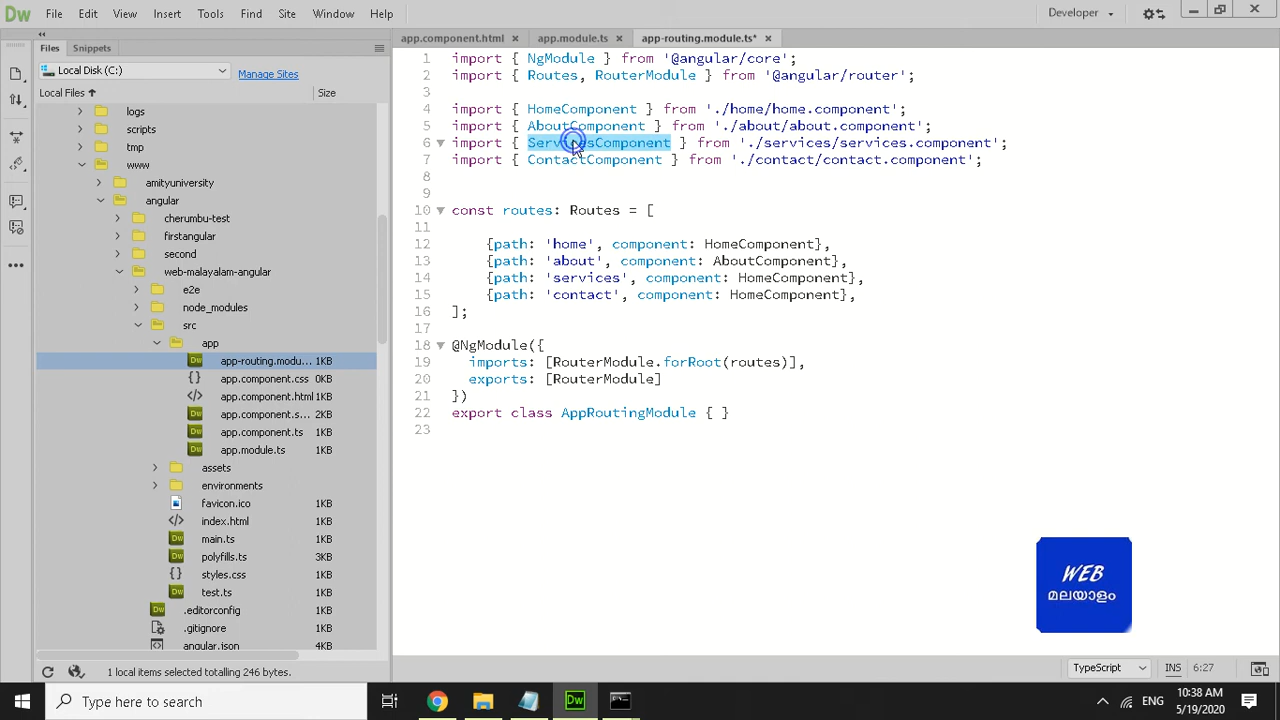 Dw File Edit View Insert Tools Find Site Window Help Developer
Files Snippets
Local Disk (C:) Manage Sites
Local Files Size
logs
scripts
tmp
www
amityuniversity
angular
cherumbu-test
firstangular
second
web-malayalam-angular
e2e
node_modules
src
app
app-routing.modu... 1KB
app.component.css 0KB
app.component.html 1KB
app.component.s... 2KB
app.component.ts 1KB
app.module.ts 1KB
assets
environments
favicon.ico 1KB
index.html 1KB
main.ts 1KB
polyfills.ts 3KB
styles.css 1KB
test.ts 1KB
.editorconfig 1KB
.gitignore 1KB
angular.json 4KB
1 local items selected totalling 246 bytes.
app.component.html app.module.ts app-routing.module.ts*
1 import { NgModule } from '@angular/core';
2 import { Routes, RouterModule } from '@angular/router';
3
4 import { HomeComponent } from './home/home.component';
5 import { AboutComponent } from './about/about.component';
6 import { ServicesComponent } from './services/services.component';
7 import { ContactComponent } from './contact/contact.component';
8
9
10 const routes: Routes = [
11
12 {path: 'home', component: HomeComponent},
13 {path: 'about', component: AboutComponent},
14 {path: 'services', component: HomeComponent},
15 {path: 'contact', component: HomeComponent},
16 ];
17
18 @NgModule({
19 imports: [RouterModule.forRoot(routes)],
20 exports: [RouterModule]
21 })
22 export class AppRoutingModule { }
23
WEB
മലയാളം
TypeScript INS 6:27
Type here to search
Dw
ENG
10:38 AM
5/19/2020